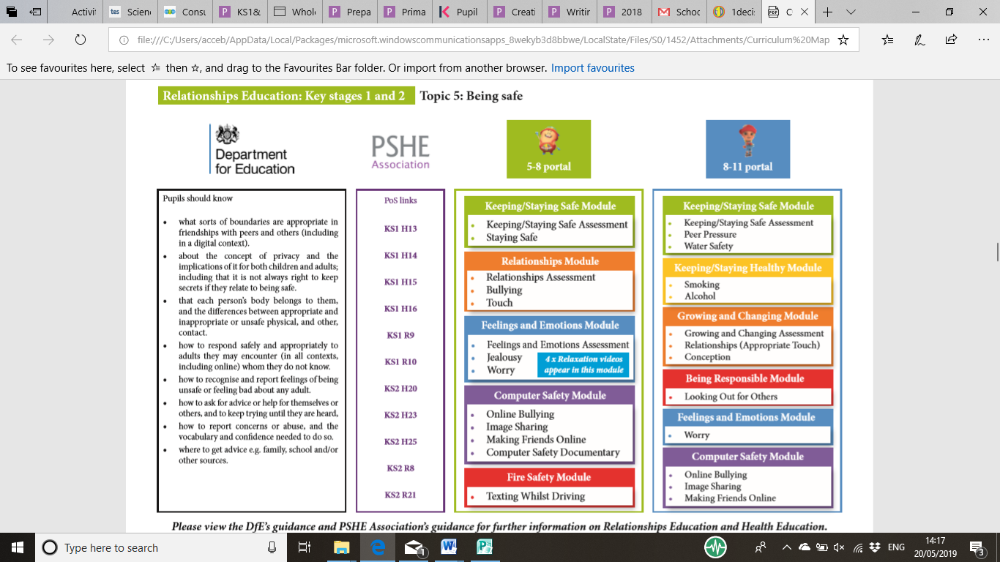 Activit
tes Scienc
Consu
KS1&
Whole
Prepa
Prima
Pupil
Creati
Writin
2018
Schoo
1decis
C
file:///C:/Users/acceb/AppData/Local/Packages/microsoft.windowscommunicationsapps_8wekyb3d8bbwe/LocalState/Files/S0/1452/Attachments/Curriculum%20Map
To see favourites here, select then ☆, and drag to the Favourites Bar folder. Or import from another browser. Import favourites
Relationships Education: Key stages 1 and 2 Topic 5: Being safe
Department
for Education
PSHE
Association
5-8 portal
8-11 portal
Pupils should know
• what sorts of boundaries are appropriate in
friendships with peers and others (including
in a digital context).
• about the concept of privacy and the
implications of it for both children and adults;
including that it is not always right to keep
secrets if they relate to being safe.
• that each person's body belongs to them,
and the differences between appropriate and
inappropriate or unsafe physical, and other,
contact.
• how to respond safely and appropriately to
adults they may encounter (in all contexts,
including online) whom they do not know.
• how to recognise and report feelings of being
unsafe or feeling bad about any adult.
• how to ask for advice or help for themselves or
others, and to keep trying until they are heard,
• how to report concerns or abuse, and the
vocabulary and confidence needed to do so.
• where to get advice e.g. family, school and/or
other sources.
PoS links
KS1 H13
KS1 H14
KS1 H15
KS1 H16
KS1 R9
KS1 R10
KS2 H20
KS2 H23
KS2 H25
KS2 R8
KS2 R21
Keeping/Staying Safe Module
• Keeping/Staying Safe Assessment
• Staying Safe
Relationships Module
• Relationships Assessment
• Bullying
• Touch
Feelings and Emotions Module
• Feelings and Emotions Assessment
• Jealousy
• Worry
4 x Relaxation videos
appear in this module
Computer Safety Module
• Online Bullying
• Image Sharing
• Making Friends Online
• Computer Safety Documentary
Fire Safety Module
• Texting Whilst Driving
Keeping/Staying Safe Module
• Keeping/Staying Safe Assessment
• Peer Pressure
• Water Safety
Keeping/Staying Healthy Module
• Smoking
• Alcohol
Growing and Changing Module
• Growing and Changing Assessment
• Relationships (Appropriate Touch)
• Conception
Being Responsible Module
• Looking Out for Others
Feelings and Emotions Module
• Worry
Computer Safety Module
• Online Bullying
• Image Sharing
• Making Friends Online
Please view the DfE's guidance and PSHE Association's guidance for further information on Relationships Education and Health Education.
Type here to search
1
ENG
14:17
20/05/2019
3